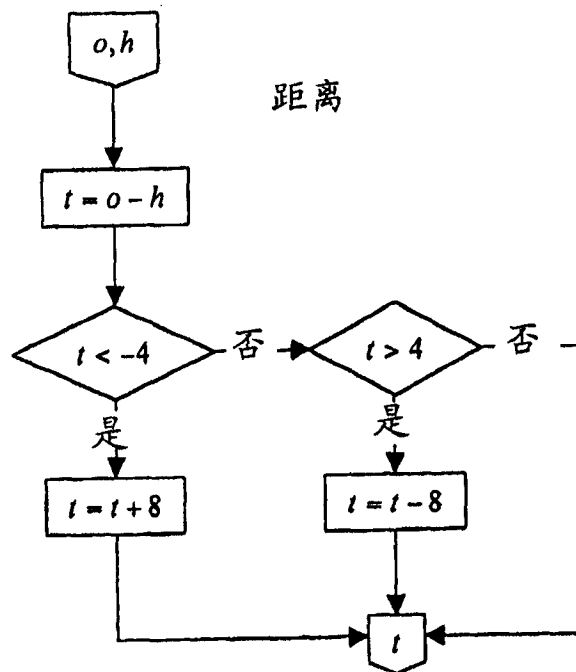 o, h
距离
t = o – h
t < –4
否
t > 4
否
是
是
t = t + 8
t = t – 8
t